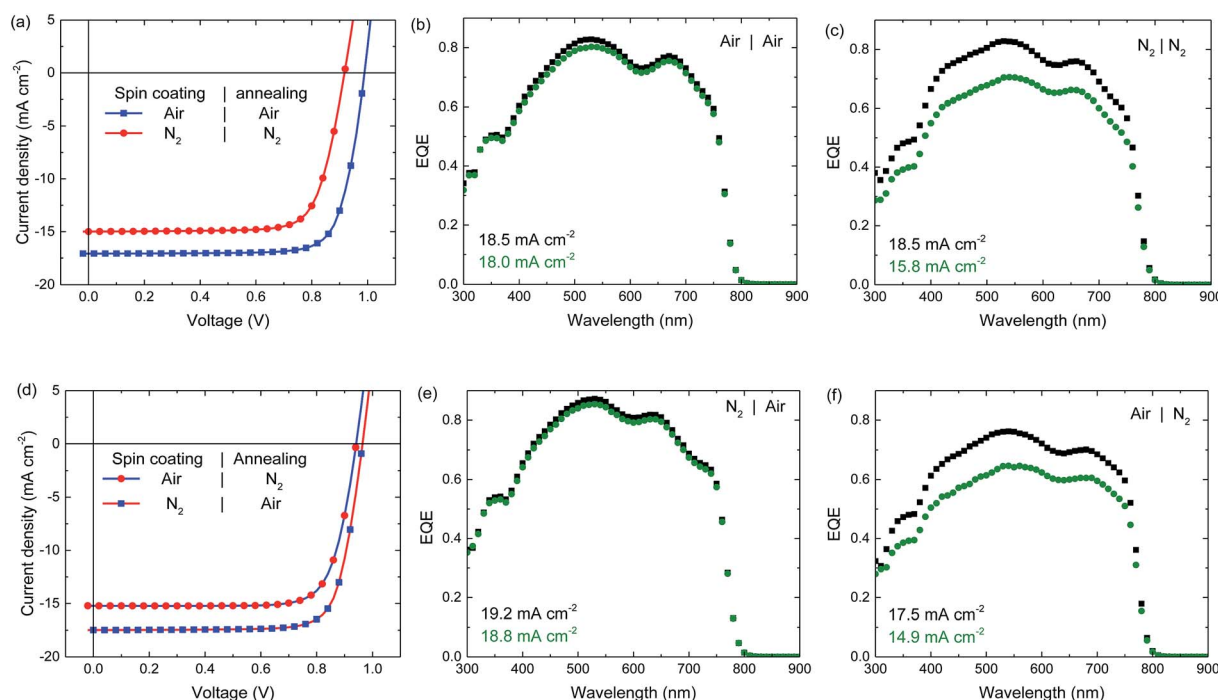 (a)
5
0
-5
-10
-15
-20
Current density (mA cm⁻²)
Spin coating | annealing
Air | Air
N₂ | N₂
0.0 0.2 0.4 0.6 0.8 1.0
Voltage (V)
(b)
Air | Air
0.8
0.6
0.4
0.2
0.0
EQE
18.5 mA cm⁻²
18.0 mA cm⁻²
300 400 500 600 700 800 900
Wavelength (nm)
(c)
N₂ | N₂
0.8
0.6
0.4
0.2
0.0
EQE
18.5 mA cm⁻²
15.8 mA cm⁻²
300 400 500 600 700 800 900
Wavelength (nm)
(d)
5
0
-5
-10
-15
-20
Current density (mA cm⁻²)
Spin coating | Annealing
Air | N₂
N₂ | Air
0.0 0.2 0.4 0.6 0.8 1.0
Voltage (V)
(e)
N₂ | Air
0.8
0.6
0.4
0.2
0.0
EQE
19.2 mA cm⁻²
18.8 mA cm⁻²
300 400 500 600 700 800 900
Wavelength (nm)
(f)
Air | N₂
0.8
0.6
0.4
0.2
0.0
EQE
17.5 mA cm⁻²
14.9 mA cm⁻²
300 400 500 600 700 800 900
Wavelength (nm)